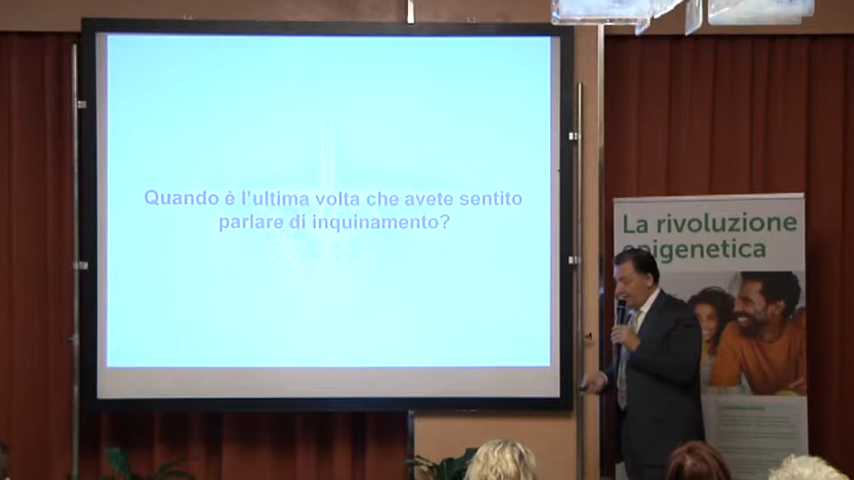 Quando è l'ultima volta che avete sentito
parlare di inquinamento?
La rivoluzione
epigenetica